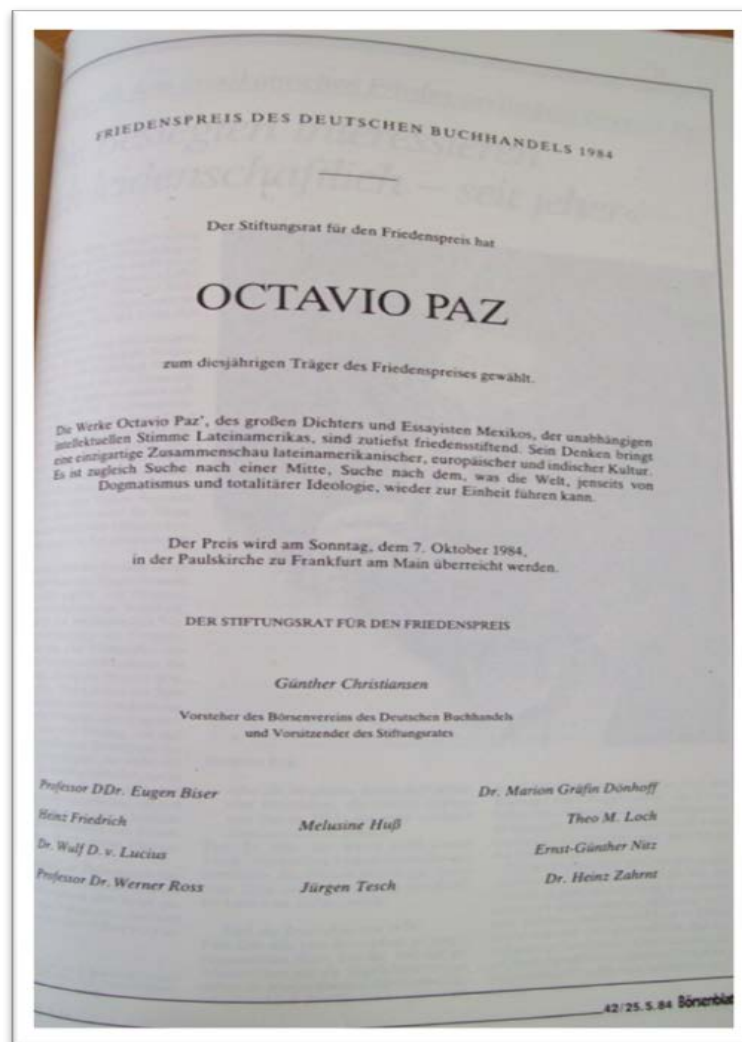 FRIEDENSPREIS DES DEUTSCHEN BUCHHANDELS 1984
Der Stiftungsrat für den Friedenspreis hat
OCTAVIO PAZ
zum diesjährigen Träger des Friedenspreises gewählt.
Die Werke Octavio Paz', des großen Dichters und Essayisten Mexikos, der unabhängigen
intellektuellen Stimme Lateinamerikas, sind zutiefst friedensstiftend. Sein Denken bringt
eine einzigartige Zusammenschau lateinamerikanischer, europäischer und indischer Kultur.
Es ist zugleich Suche nach einer Mitte, Suche nach dem, was die Welt, jenseits von
Dogmatismus und totalitärer Ideologie, wieder zur Einheit führen kann.
Der Preis wird am Sonntag, dem 7. Oktober 1984,
in der Paulskirche zu Frankfurt am Main überreicht werden.
DER STIFTUNGSRAT FÜR DEN FRIEDENSPREIS
Günther Christiansen
Vorsteher des Börsenvereins des Deutschen Buchhandels
und Vorsitzender des Stiftungsrates
Professor DDr. Eugen Biser
Heinz Friedrich
Dr. Wulf D. v. Lucius
Professor Dr. Werner Ross
Melusine Huß
Jürgen Tesch
Dr. Marion Gräfin Dönhoff
Theo M. Loch
Ernst-Günther Nitz
Dr. Heinz Zahrnt
42/25.5.84 Börsenblatt